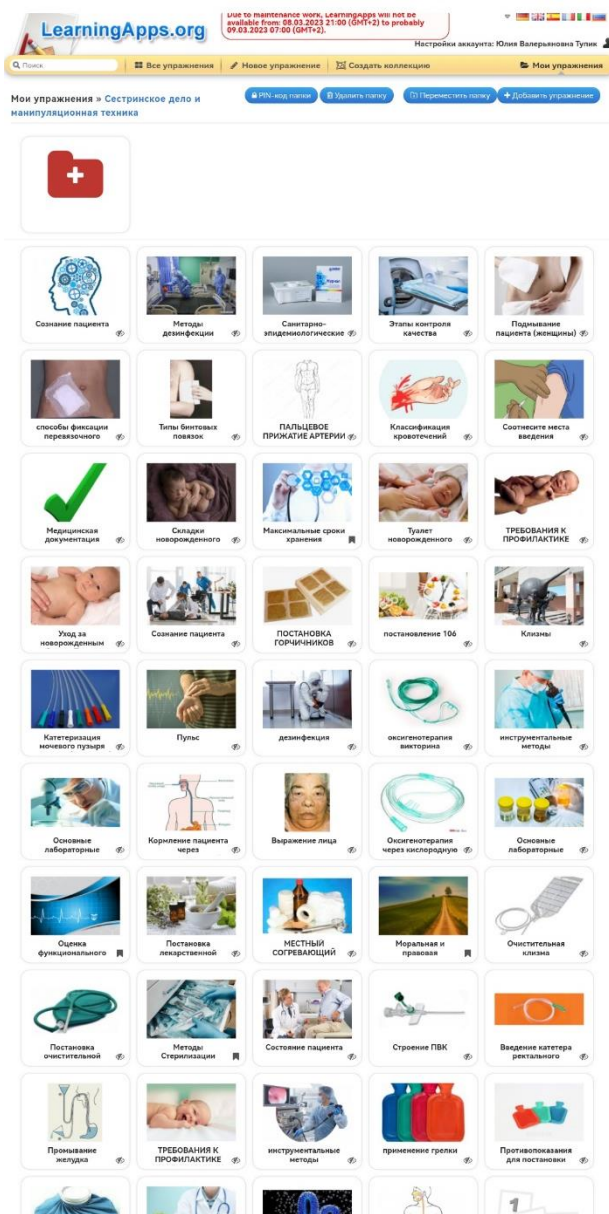 LearningApps.org
Due to maintenance work, LearningApps will not be
available from: 08.03.2023 21:00 (GMT+2) to probably
09.03.2023 07:00 (GMT+2).
Настройки аккаунта: Юлия Валерьяновна Тупик
Поиск
Все упражнения
Новое упражнение
Создать коллекцию
Мои упражнения
Мои упражнения » Сестринское дело и
манипуляционная техника
PIN-код папки
Удалить папку
Переместить папку
Добавить упражнение
Сознание пациента
Методы
дезинфекции
Санитарно-
эпидемиологические
Этапы контроля
качества
Подмывание
пациента (женщины)
способы фиксации
перевязочного
Типы бинтовых
повязок
ПАЛЬЦЕВОЕ
ПРИЖАТИЕ АРТЕРИИ
Классификация
кровотечений
Соотнесите места
введения
Медицинская
документация
Складки
новорожденного
Максимальные сроки
хранения
Туалет
новорожденного
ТРЕБОВАНИЯ К
ПРОФИЛАКТИКЕ
Уход за
новорожденным
Сознание пациента
ПОСТАНОВКА
ГОРЧИЧНИКОВ
постановление 106
Клизмы
Катетеризация
мочевого пузыря
Пульс
дезинфекция
оксигенотерапия
викторина
инструментальные
методы
Основные
лабораторные
Кормление пациента
через
Выражение лица
Оксигенотерапия
через кислородную
Основные
лабораторные
Оценка
функционального
Постановка
лекарственной
МЕСТНЫЙ
СОГРЕВАЮЩИЙ
Моральная и
правовая
Очистительная
клизма
Постановка
очистительной
Методы
Стерилизации
Состояние пациента
Строение ПВК
Введение катетера
ректального
Промывание
желудка
ТРЕБОВАНИЯ К
ПРОФИЛАКТИКЕ
инструментальные
методы
применение грелки
Противопоказания
для постановки
1